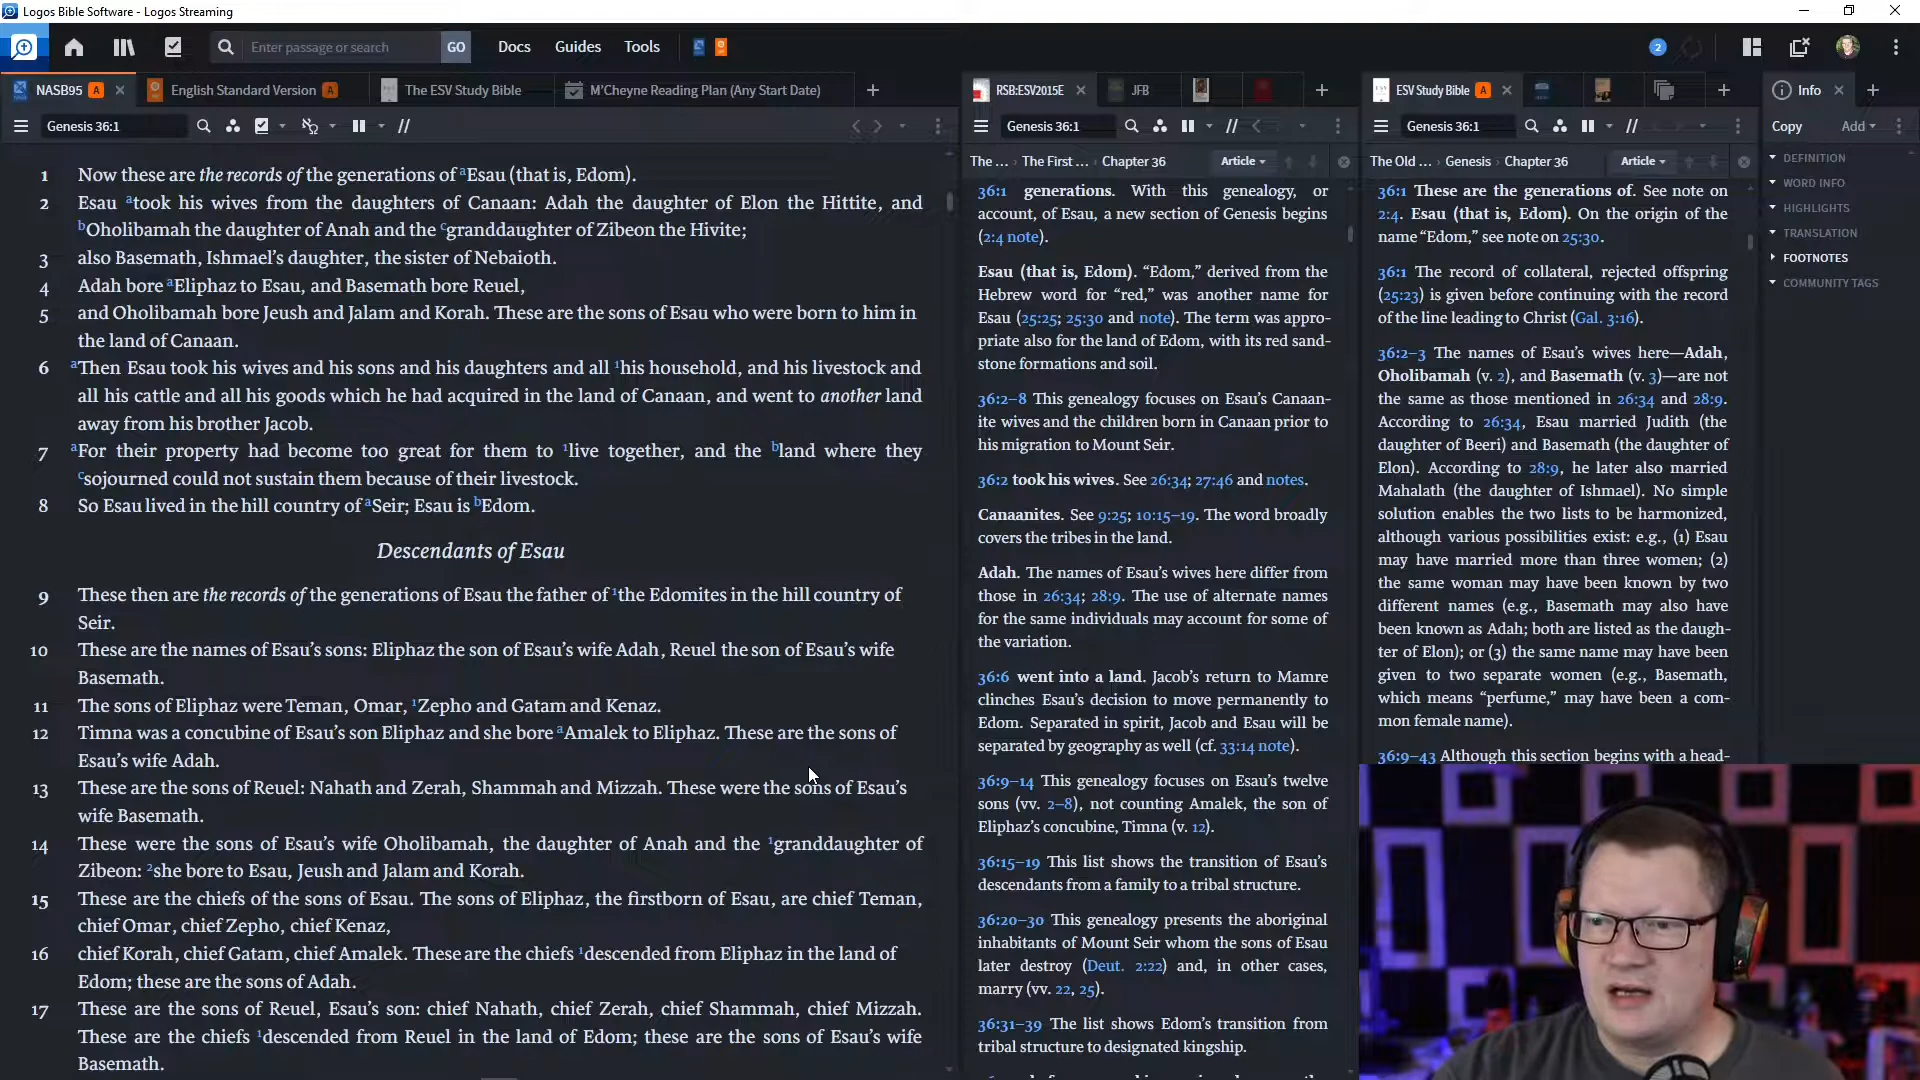 Logos Bible Software - Logos Streaming
Enter passage or search
GO
Docs
Guides
Tools
2
NASB95 A
English Standard Version A
The ESV Study Bible
M'Cheyne Reading Plan (Any Start Date)
Genesis 36:1
1 Now these are the records of the generations of aEsau (that is, Edom).
2 Esau atook his wives from the daughters of Canaan: Adah the daughter of Elon the Hittite, and
bOholibamah the daughter of Anah and the cgranddaughter of Zibeon the Hivite;
3 also Basemath, Ishmael’s daughter, the sister of Nebaioth.
4 Adah bore aEliphaz to Esau, and Basemath bore Reuel,
5 and Oholibamah bore Jeush and Jalam and Korah. These are the sons of Esau who were born to him in
the land of Canaan.
6 aThen Esau took his wives and his sons and his daughters and all 1his household, and his livestock and
all his cattle and all his goods which he had acquired in the land of Canaan, and went to another land
away from his brother Jacob.
7 aFor their property had become too great for them to 1live together, and the bland where they
csojourned could not sustain them because of their livestock.
8 So Esau lived in the hill country of aSeir; Esau is bEdom.
Descendants of Esau
9 These then are the records of the generations of Esau the father of 1the Edomites in the hill country of
Seir.
10 These are the names of Esau’s sons: Eliphaz the son of Esau’s wife Adah, Reuel the son of Esau’s wife
Basemath.
11 The sons of Eliphaz were Teman, Omar, 1Zepho and Gatam and Kenaz.
12 Timna was a concubine of Esau’s son Eliphaz and she bore aAmalek to Eliphaz. These are the sons of
Esau’s wife Adah.
13 These are the sons of Reuel: Nahath and Zerah, Shammah and Mizzah. These were the sons of Esau’s
wife Basemath.
14 These were the sons of Esau’s wife Oholibamah, the daughter of Anah and the 1granddaughter of
Zibeon: 2she bore to Esau, Jeush and Jalam and Korah.
15 These are the chiefs of the sons of Esau. The sons of Eliphaz, the firstborn of Esau, are chief Teman,
chief Omar, chief Zepho, chief Kenaz,
16 chief Korah, chief Gatam, chief Amalek. These are the chiefs 1descended from Eliphaz in the land of
Edom; these are the sons of Adah.
17 These are the sons of Reuel, Esau’s son: chief Nahath, chief Zerah, chief Shammah, chief Mizzah.
These are the chiefs 1descended from Reuel in the land of Edom; these are the sons of Esau’s wife
Basemath.
RSB:ESV2015E
JFB
Genesis 36:1
The ... › The First ... › Chapter 36
Article
36:1 generations. With this genealogy, or
account, of Esau, a new section of Genesis begins
(2:4 note).
Esau (that is, Edom). “Edom,” derived from the
Hebrew word for “red,” was another name for
Esau (25:25; 25:30 and note). The term was appro-
priate also for the land of Edom, with its red sand-
stone formations and soil.
36:2–8 This genealogy focuses on Esau’s Canaan-
ite wives and the children born in Canaan prior to
his migration to Mount Seir.
36:2 took his wives. See 26:34; 27:46 and notes.
Canaanites. See 9:25; 10:15–19. The word broadly
covers the tribes in the land.
Adah. The names of Esau’s wives here differ from
those in 26:34; 28:9. The use of alternate names
for the same individuals may account for some of
the variation.
36:6 went into a land. Jacob’s return to Mamre
clinches Esau’s decision to move permanently to
Edom. Separated in spirit, Jacob and Esau will be
separated by geography as well (cf. 33:14 note).
36:9–14 This genealogy focuses on Esau’s twelve
sons (vv. 2–8), not counting Amalek, the son of
Eliphaz’s concubine, Timna (v. 12).
36:15–19 This list shows the transition of Esau’s
descendants from a family to a tribal structure.
36:20–30 This genealogy presents the aboriginal
inhabitants of Mount Seir whom the sons of Esau
later destroy (Deut. 2:22) and, in other cases,
marry (vv. 22, 25).
36:31–39 The list shows Edom’s transition from
tribal structure to designated kingship.
ESV Study Bible A
Genesis 36:1
The Old ... › Genesis › Chapter 36
Article
36:1 These are the generations of. See note on
2:4. Esau (that is, Edom). On the origin of the
name “Edom,” see note on 25:30.
36:1 The record of collateral, rejected offspring
(25:23) is given before continuing with the record
of the line leading to Christ (Gal. 3:16).
36:2–3 The names of Esau’s wives here—Adah,
Oholibamah (v. 2), and Basemath (v. 3)—are not
the same as those mentioned in 26:34 and 28:9.
According to 26:34, Esau married Judith (the
daughter of Beeri) and Basemath (the daughter of
Elon). According to 28:9, he later also married
Mahalath (the daughter of Ishmael). No simple
solution enables the two lists to be harmonized,
although various possibilities exist: e.g., (1) Esau
may have married more than three women; (2)
the same woman may have been known by two
different names (e.g., Basemath may also have
been known as Adah; both are listed as the daugh-
ter of Elon); or (3) the same name may have been
given to two separate women (e.g., Basemath,
which means “perfume,” may have been a com-
mon female name).
36:9–43 Although this section begins with a head-
Info
Copy
Add
DEFINITION
WORD INFO
HIGHLIGHTS
TRANSLATION
FOOTNOTES
COMMUNITY TAGS